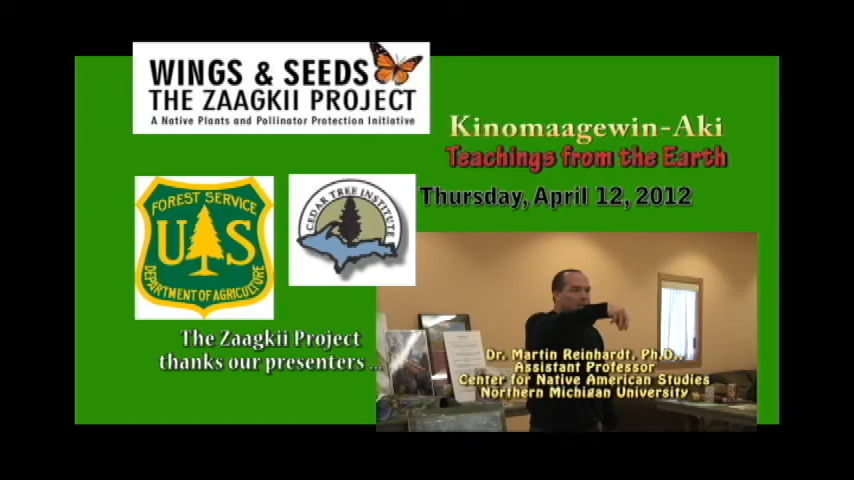 WINGS & SEEDS
THE ZAAGKII PROJECT
A Native Plants and Pollinator Protection Initiative
Kinomaagewin-Aki
Teachings from the Earth
Thursday, April 12, 2012
FOREST SERVICE
U S
DEPARTMENT OF AGRICULTURE
CEDAR TREE INSTITUTE
The Zaagkii Project
thanks our presenters ...
Dr. Martin Reinhardt, Ph.D.,
Assistant Professor
Center for Native American Studies
Northern Michigan University